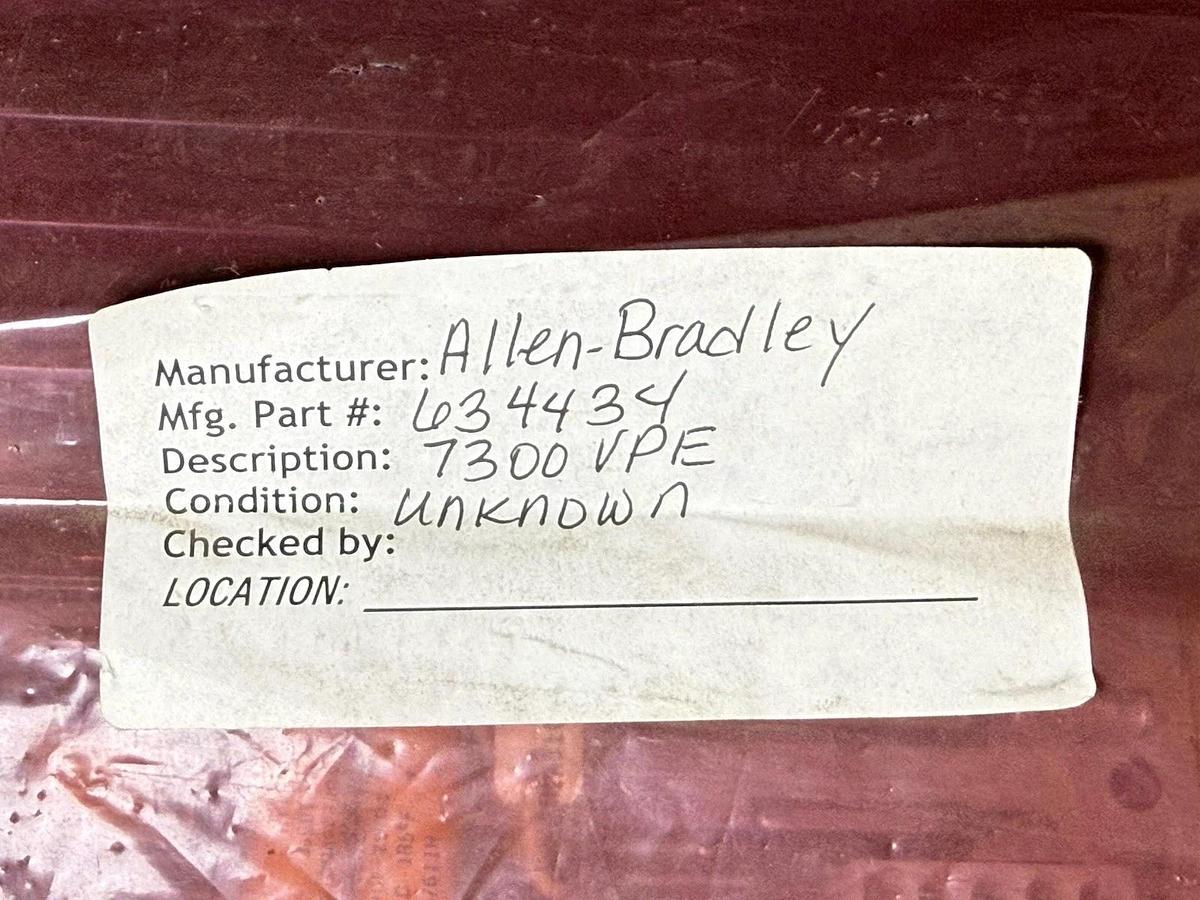 Manufacturer: Allen-Bradley
Mfg. Part #: 634434
Description: 7300 VPE
Condition: unknown
Checked by:
LOCATION: